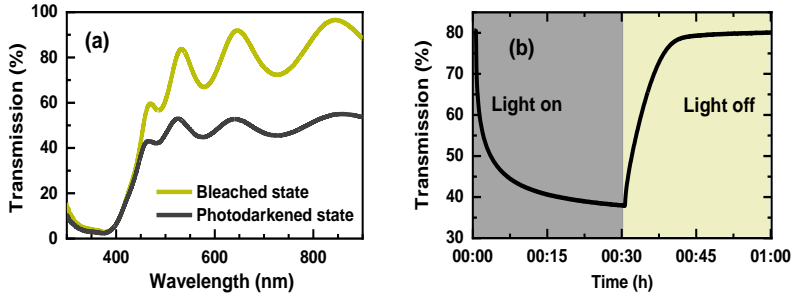 (a)
Transmission (%)
100
80
60
40
20
0
Bleached state
Photodarkened state
400
600
800
Wavelength (nm)
(b)
Transmission (%)
80
70
60
50
40
30
Light on
Light off
00:00
00:15
00:30
00:45
01:00
Time (h)